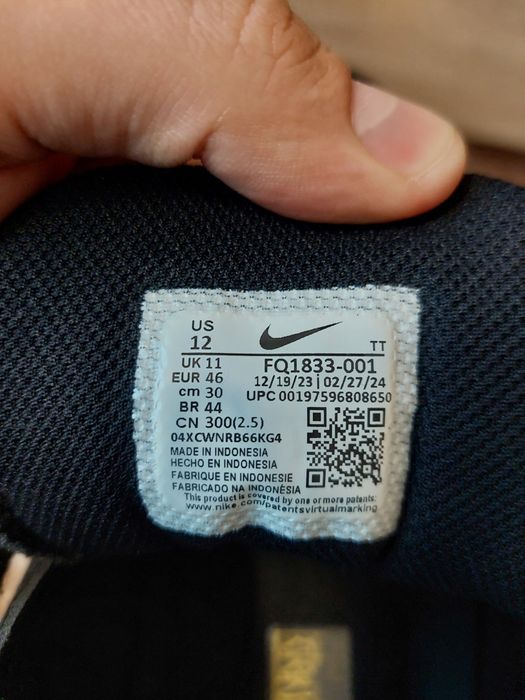 US
12
TT
UK 11
FQ1833-001
EUR 46
12/19/23 | 02/27/24
cm 30
UPC 00197596808650
BR 44
CN 300(2.5)
04XCWNRB66KG4
MADE IN INDONESIA
HECHO EN INDONESIA
FABRIQUE EN INDONESIE
FABRICADO NA INDONÉSIA
This product is covered by one or more patents:
www.nike.com/patentsvirtualmarking